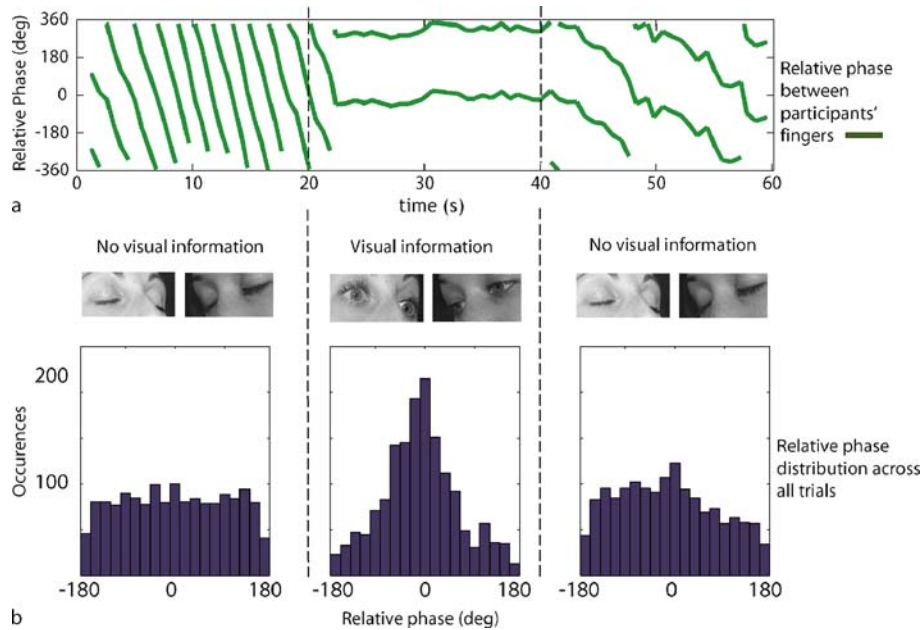 Relative Phase (deg)
360
180
0
-180
-360
0
10
20
30
40
50
60
time (s)
Relative phase
between
participants'
fingers
a
No visual information
Visual information
No visual information
Occurences
200
100
-180
0
180
-180
0
180
-180
0
180
Relative phase (deg)
Relative phase
distribution across
all trials
b